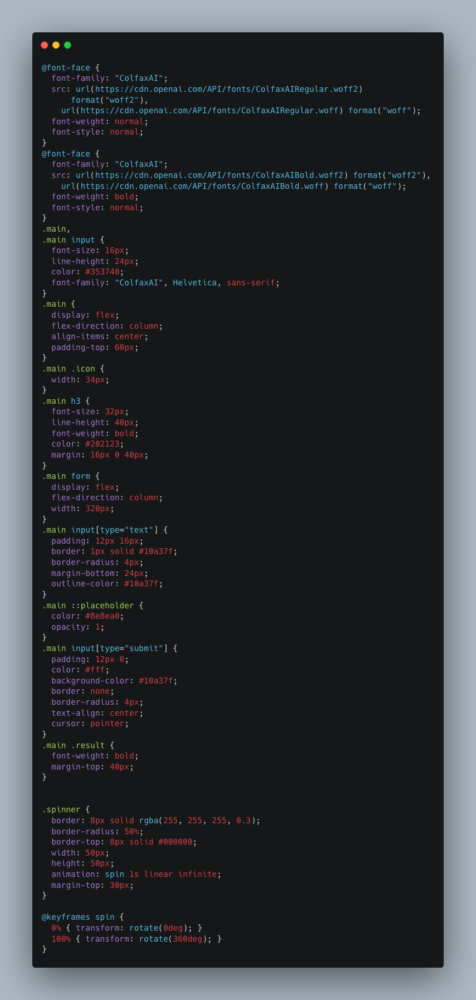 @font-face {
  font-family: "ColfaxAI";
  src: url(https://cdn.openai.com/API/fonts/ColfaxAIRegular.woff2)
      format("woff2"),
    url(https://cdn.openai.com/API/fonts/ColfaxAIRegular.woff) format("woff");
  font-weight: normal;
  font-style: normal;
}
@font-face {
  font-family: "ColfaxAI";
  src: url(https://cdn.openai.com/API/fonts/ColfaxAIBold.woff2) format("woff2"),
    url(https://cdn.openai.com/API/fonts/ColfaxAIBold.woff) format("woff");
  font-weight: bold;
  font-style: normal;
}
.main,
.main input {
  font-size: 16px;
  line-height: 24px;
  color: #353740;
  font-family: "ColfaxAI", Helvetica, sans-serif;
}
.main {
  display: flex;
  flex-direction: column;
  align-items: center;
  padding-top: 60px;
}
.main .icon {
  width: 34px;
}
.main h3 {
  font-size: 32px;
  line-height: 40px;
  font-weight: bold;
  color: #202123;
  margin: 16px 0 40px;
}
.main form {
  display: flex;
  flex-direction: column;
  width: 320px;
}
.main input[type="text"] {
  padding: 12px 16px;
  border: 1px solid #10a37f;
  border-radius: 4px;
  margin-bottom: 24px;
  outline-color: #10a37f;
}
.main ::placeholder {
  color: #8e8ea0;
  opacity: 1;
}
.main input[type="submit"] {
  padding: 12px 0;
  color: #fff;
  background-color: #10a37f;
  border: none;
  border-radius: 4px;
  text-align: center;
  cursor: pointer;
}
.main .result {
  font-weight: bold;
  margin-top: 40px;
}
.spinner {
  border: 8px solid rgba(255, 255, 255, 0.3);
  border-radius: 50%;
  border-top: 8px solid #000000;
  width: 50px;
  height: 50px;
  animation: spin 1s linear infinite;
  margin-top: 30px;
}
@keyframes spin {
  0% { transform: rotate(0deg); }
  100% { transform: rotate(360deg); }
}